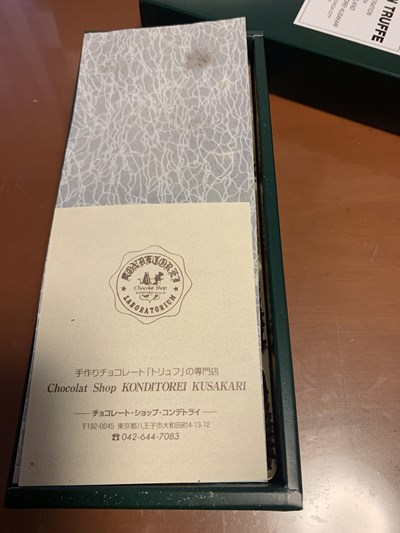 N TRUFFE
KONDITOREI
Chocolat Shop
LABORATORIUM
手作りチョコレート「トリュフ」の専門店
Chocolat Shop KONDITOREI KUSAKARI
チョコレート・ショップ・コンデトライ
〒192-0045 東京都八王子市大和田町4-13-12
☎042-644-7083